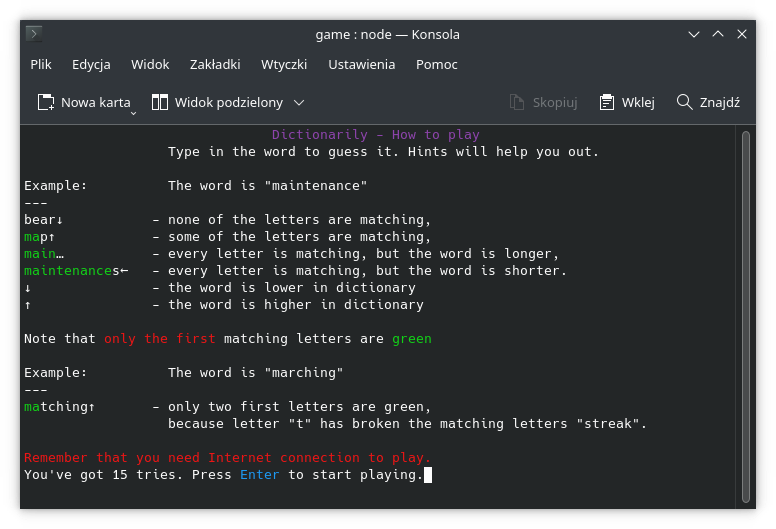 game : node — Konsola
Plik Edycja Widok Zakładki Wtyczki Ustawienia Pomoc
Nowa karta Widok podzielony Skopiuj Wklej Znajdź
Dictionarily – How to play
Type in the word to guess it. Hints will help you out.
Example: The word is "maintenance"
---
bear↓ – none of the letters are matching,
map↑ – some of the letters are matching,
main… – every letter is matching, but the word is longer,
maintenances← – every letter is matching, but the word is shorter.
↓ – the word is lower in dictionary
↑ – the word is higher in dictionary
Note that only the first matching letters are green
Example: The word is "marching"
---
matching↑ – only two first letters are green,
because letter "t" has broken the matching letters "streak".
Remember that you need Internet connection to play.
You've got 15 tries. Press Enter to start playing.